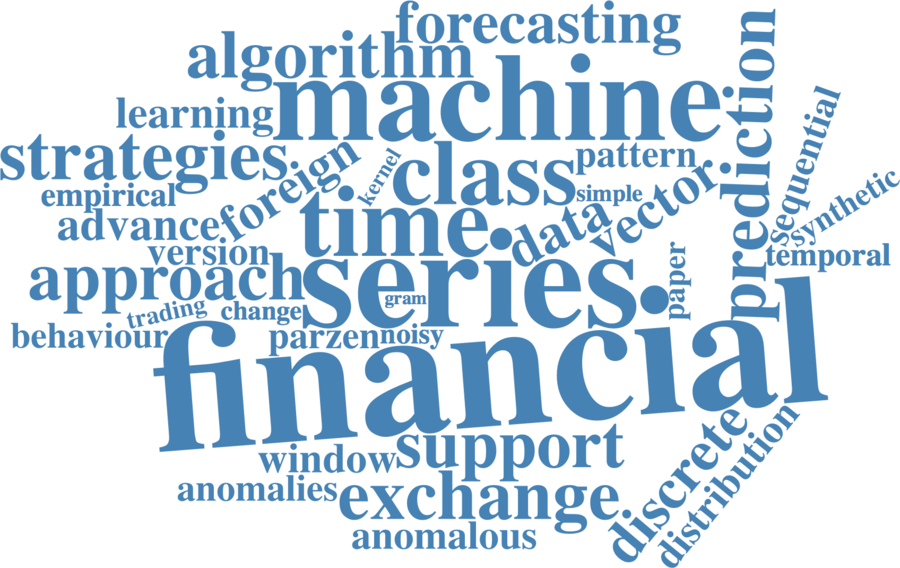 forecasting
algorithm
machine
prediction
learning
sequential
strategies
foreign
kernel
class
pattern
empirical
simple
vector
synthetic
advance
time
data
version
temporal
approach
series
paper
gram
trading
change
behaviour
parzen
noisy
financial
window
support
discrete
distribution
anomalies
exchange
anomalous